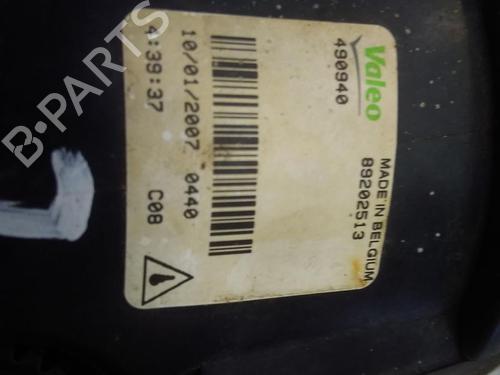 Valeo
490940
MADE IN BELGIUM
89202513
10/01/2007 0440
4:39:37 C08
B-PARTS